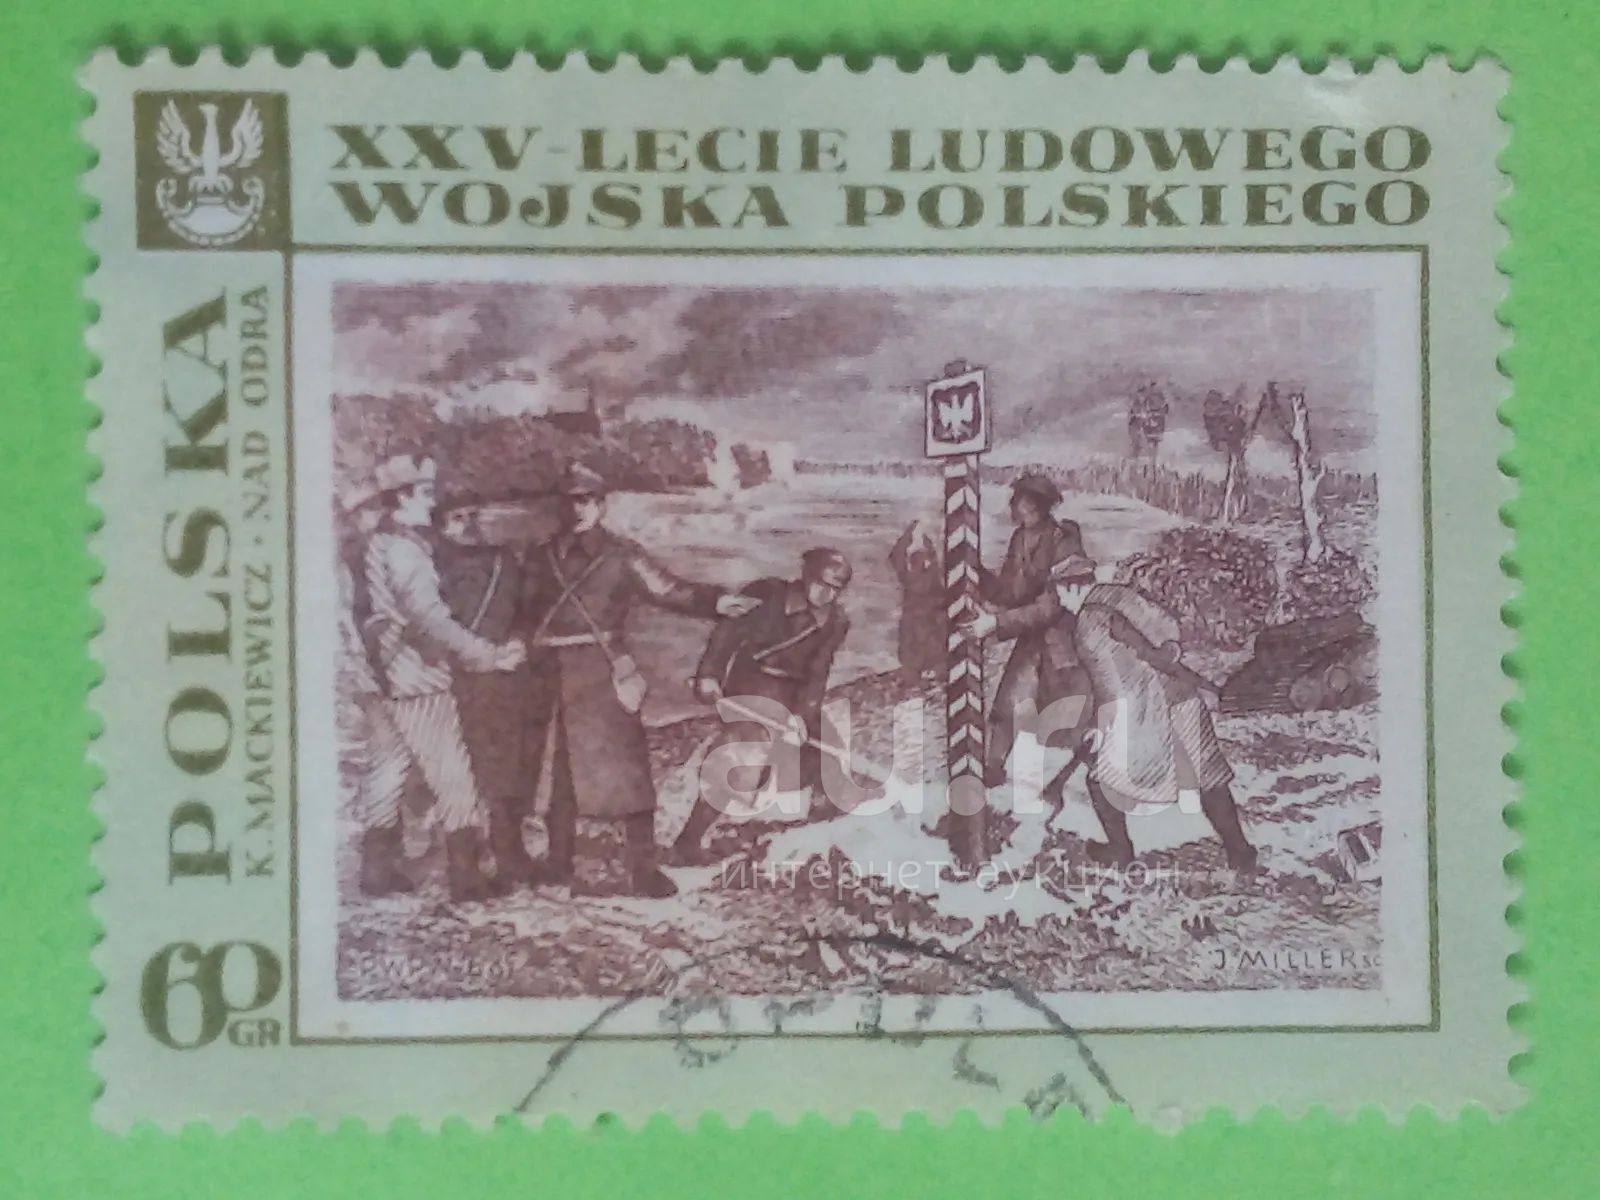 XXV-LECIE LUDOWEGO
WOJSKA POLSKIEGO
POLSKA
K. MACKIEWICZ · NAD ODRA
60
GR
J. MILLER SC
au.ru
интернет-аукцион